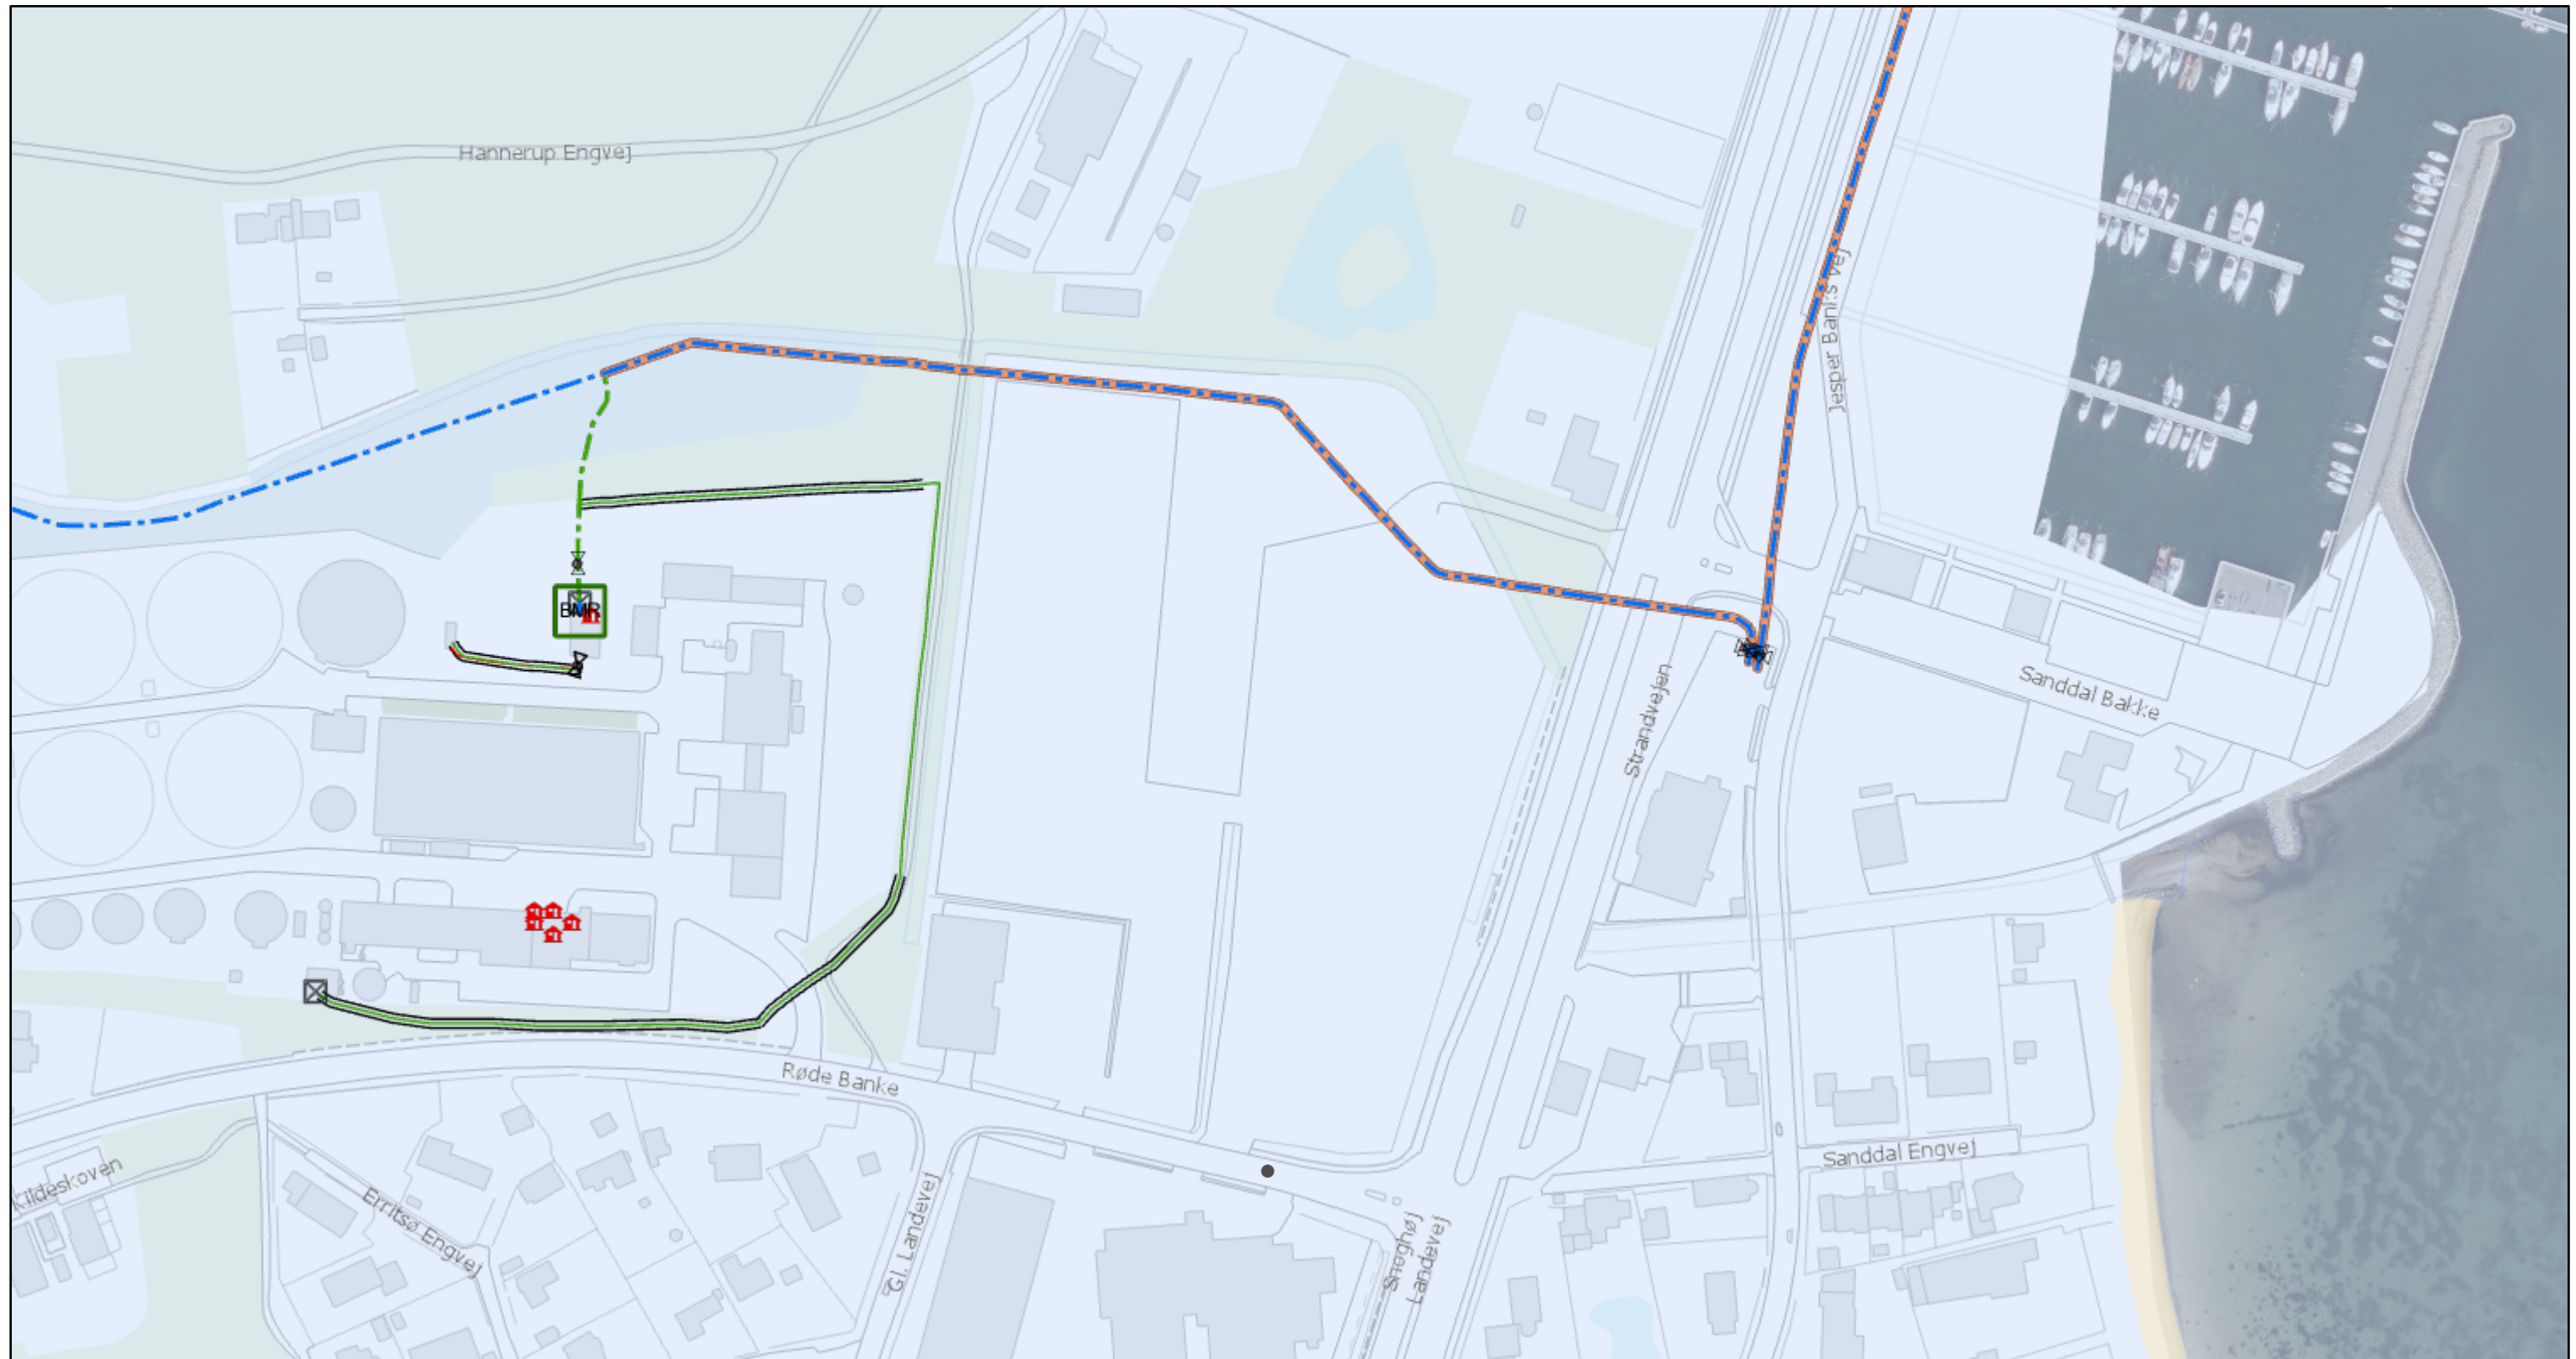 Hannerup Engvej
Jesper Banks vej
BMR
Strandvejen
Sanddal Bakke
Røde Banke
Sanddal Engvej
Kildeskoven
Erritsø Engvej
Gl. Landevej
Snoghøj
Landevej